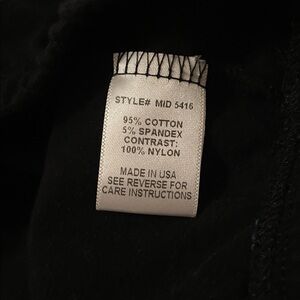 STYLE# MID 5416
95% COTTON
5% SPANDEX
CONTRAST:
100% NYLON
MADE IN USA
SEE REVERSE FOR
CARE INSTRUCTIONS